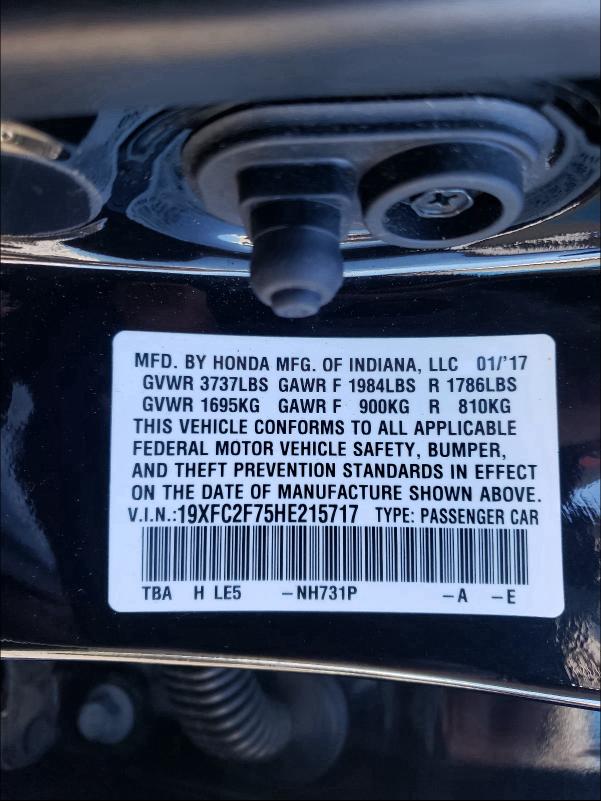 MFD. BY HONDA MFG. OF INDIANA, LLC 01/'17
GVWR 3737LBS GAWR F 1984LBS R 1786LBS
GVWR 1695KG GAWR F 900KG R 810KG
THIS VEHICLE CONFORMS TO ALL APPLICABLE
FEDERAL MOTOR VEHICLE SAFETY, BUMPER,
AND THEFT PREVENTION STANDARDS IN EFFECT
ON THE DATE OF MANUFACTURE SHOWN ABOVE.
V.I.N.:19XFC2F75HE215717 TYPE: PASSENGER CAR
TBA H LE5 –NH731P –A –E